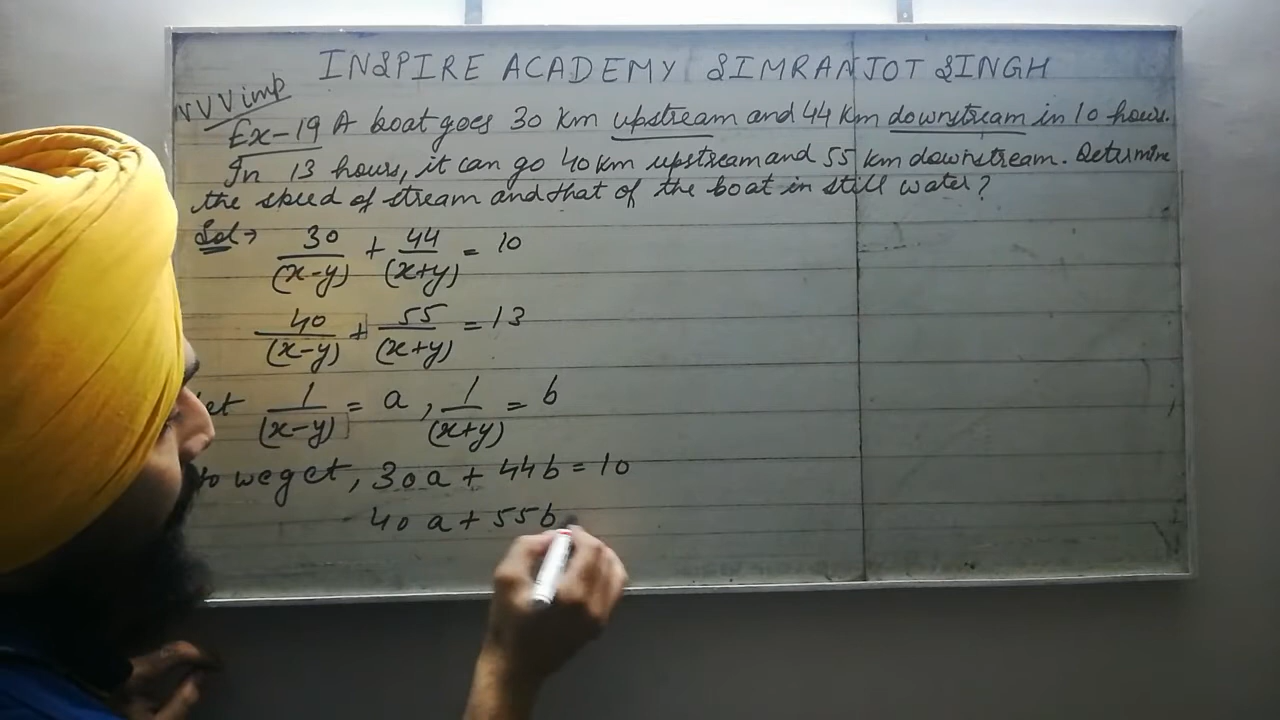 INSPIRE ACADEMY SIMRANJOT SINGH
VVV imp
Ex-19 A boat goes 30 km upstream and 44 km downstream in 10 hours.
In 13 hours, it can go 40 km upstream and 55 km downstream. Determine
the speed of stream and that of the boat in still water?
Sol→ 30/(x-y) + 44/(x+y) = 10
40/(x-y) + 55/(x+y) = 13
et 1/(x-y) = a, 1/(x+y) = b
so we get, 30a + 44b = 10
40a + 55b